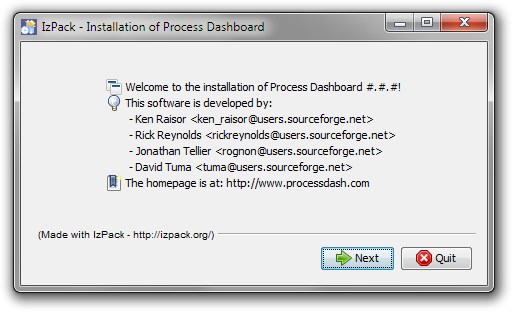 IzPack - Installation of Process Dashboard
Welcome to the installation of Process Dashboard #.#.#!
This software is developed by:
- Ken Raisor <ken_raisor@users.sourceforge.net>
- Rick Reynolds <rickreynolds@users.sourceforge.net>
- Jonathan Tellier <rognon@users.sourceforge.net>
- David Tuma <tuma@users.sourceforge.net>
The homepage is at: http://www.processdash.com
(Made with IzPack - http://izpack.org/)
Next Quit